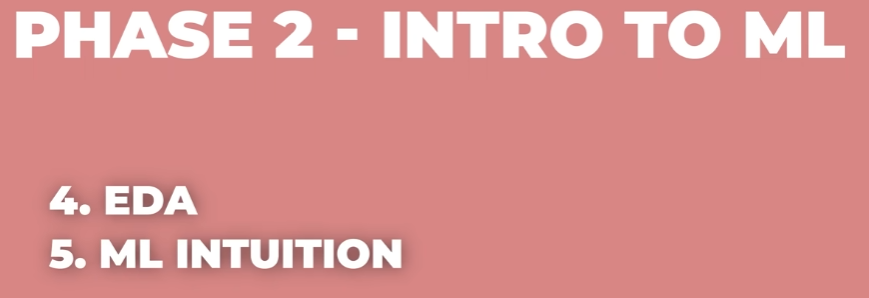 PHASE 2 - INTRO TO ML
4. EDA
5. ML INTUITION